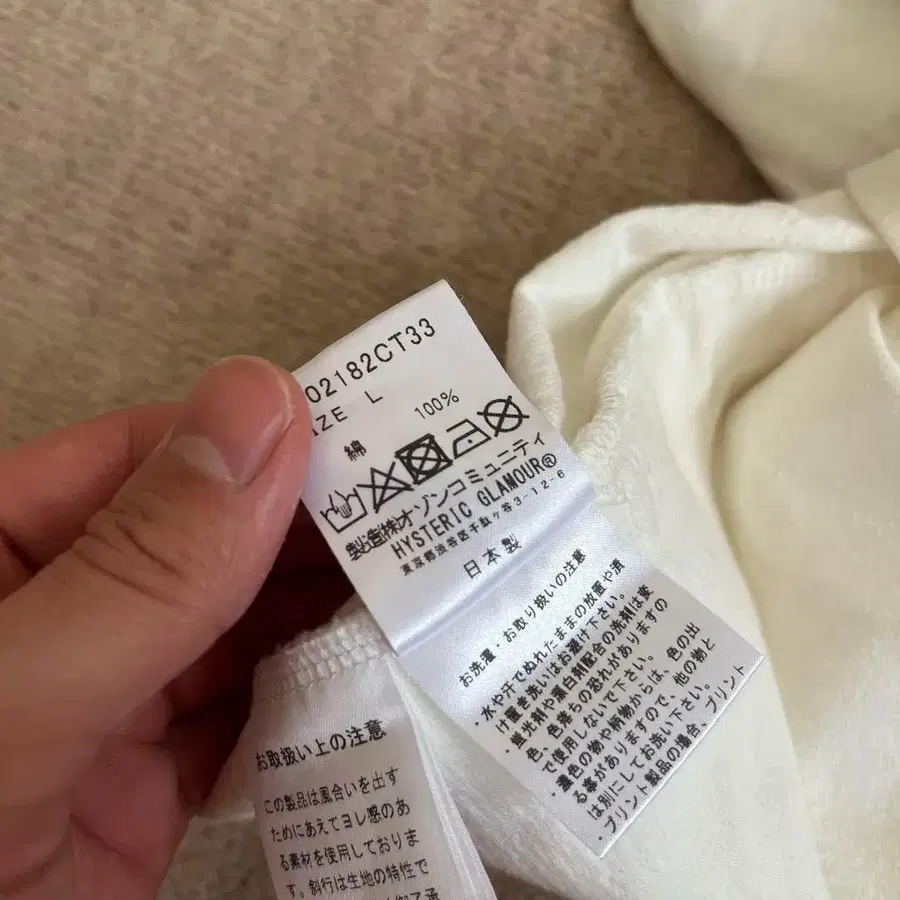 02182CT33
SIZE L
綿 100%
製造㈱オゾンコミュニティ
HYSTERIC GLAMOUR®
東京都渋谷区千駄ケ谷3-12-6
日本製
お洗濯・お取り扱いの注意
・水や汗でぬれたままの放置や漬
け置き洗いはお避け下さい。
・蛍光剤や漂白剤配合の洗剤は変
色、色落ちの恐れがありますの
で使用しないで下さい。
・濃色の物や柄物からは、色の出
る事がありますので、他の物と
は別にしてお洗い下さい。
・プリント製品の場合、プリント
お取扱い上の注意
この製品は風合いを出す
ためにあえてヨレ感のあ
る素材を使用しておりま
す。斜行は生地の特性で